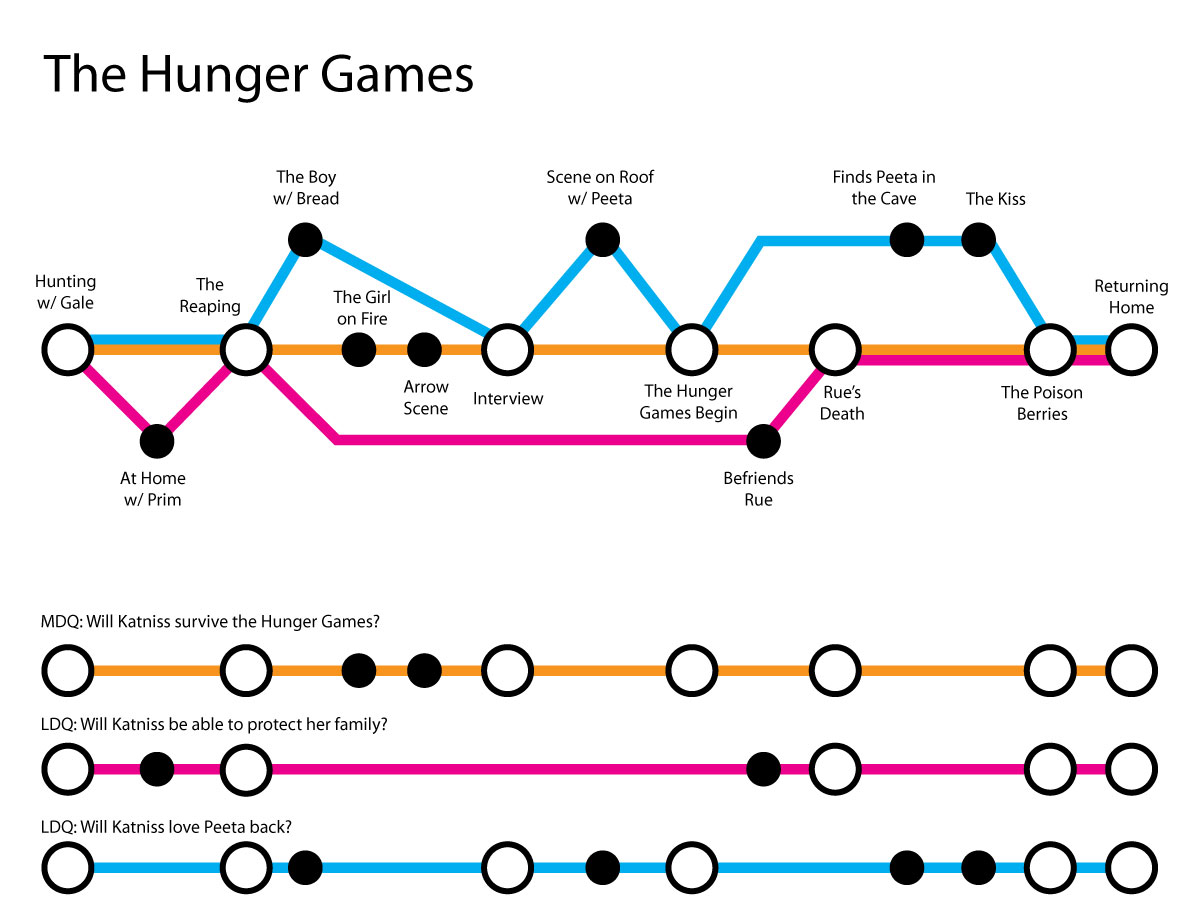 The Hunger Games
The Boy
w/ Bread
Scene on Roof
w/ Peeta
Finds Peeta in
the Cave
The Kiss
Hunting
w/ Gale
The
Reaping
The Girl
on Fire
Returning
Home
Arrow
Scene
Interview
The Hunger
Games Begin
Rue’s
Death
The Poison
Berries
At Home
w/ Prim
Befriends
Rue
MDQ: Will Katniss survive the Hunger Games?
LDQ: Will Katniss be able to protect her family?
LDQ: Will Katniss love Peeta back?